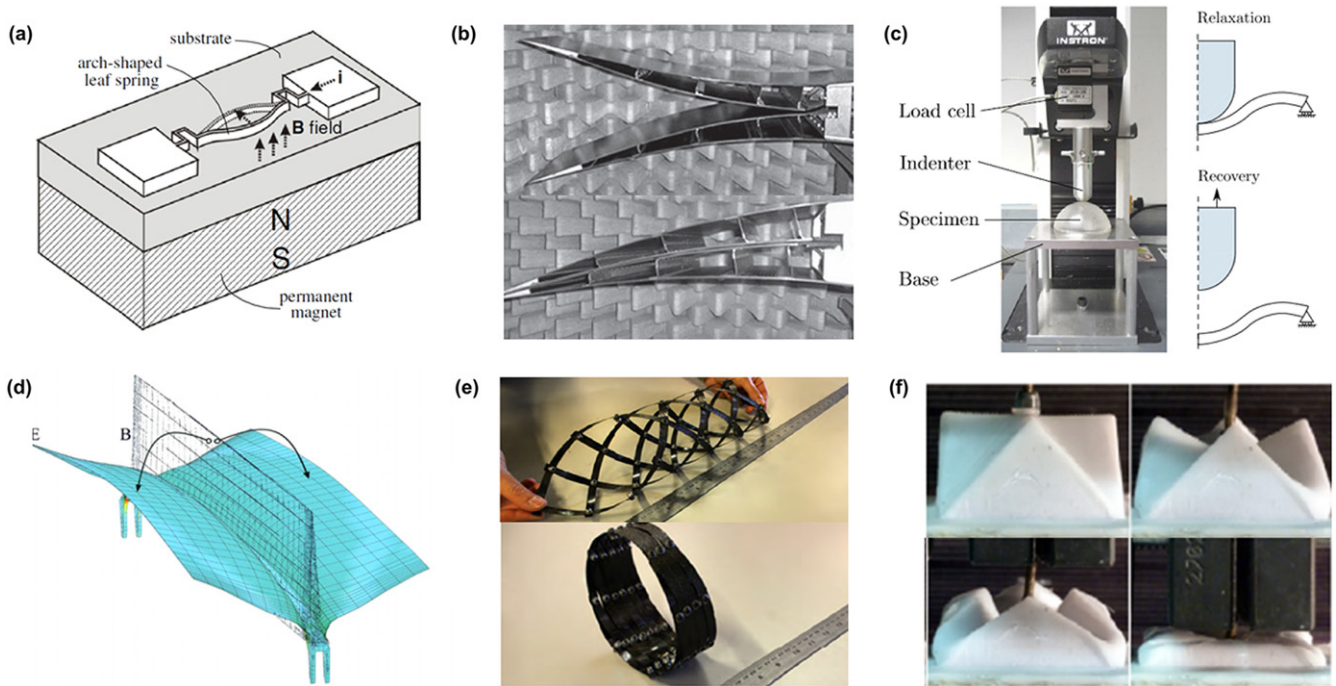 (a)
substrate
arch-shaped
leaf spring
i
B field
N
S
permanent
magnet
(b)
(c)
INSTRON
Load cell
Indenter
Specimen
Base
Relaxation
Recovery
(d)
E
B
(e)
(f)